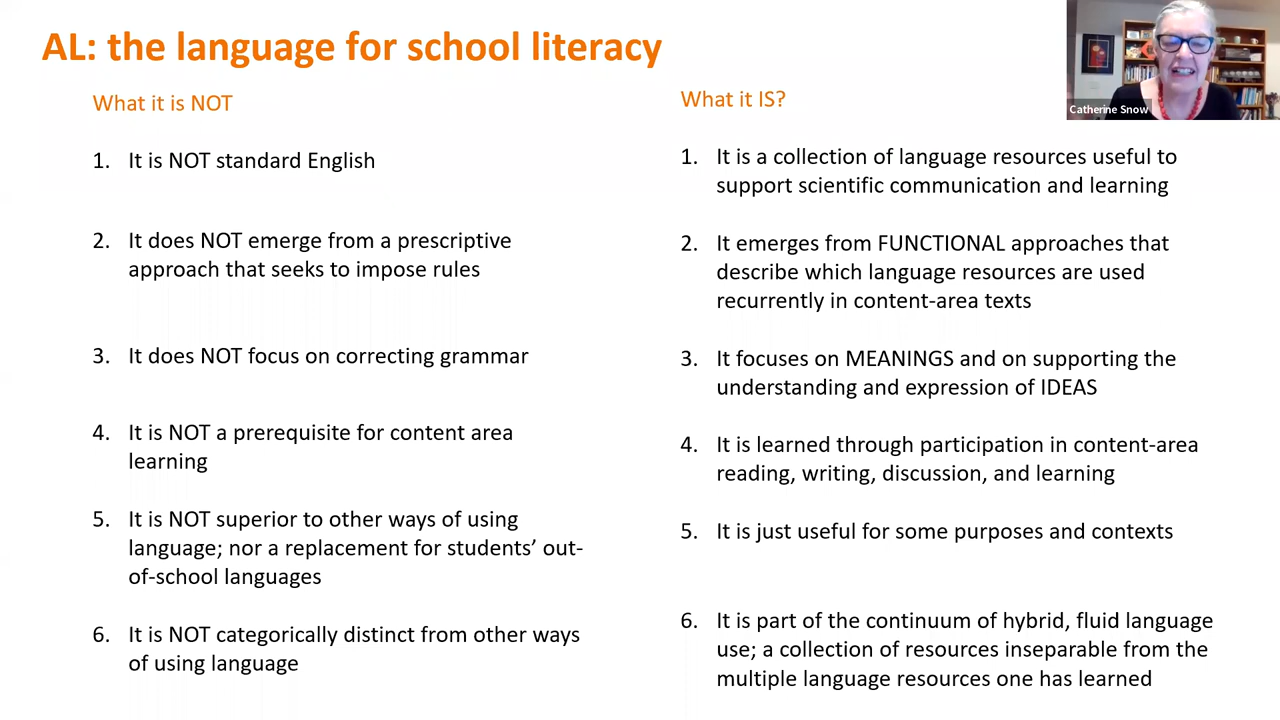 AL: the language for school literacy
Catherine Snow
What it is NOT
1. It is NOT standard English
2. It does NOT emerge from a prescriptive
approach that seeks to impose rules
3. It does NOT focus on correcting grammar
4. It is NOT a prerequisite for content area
learning
5. It is NOT superior to other ways of using
language; nor a replacement for students’ out-
of-school languages
6. It is NOT categorically distinct from other ways
of using language
What it IS?
1. It is a collection of language resources useful to
support scientific communication and learning
2. It emerges from FUNCTIONAL approaches that
describe which language resources are used
recurrently in content-area texts
3. It focuses on MEANINGS and on supporting the
understanding and expression of IDEAS
4. It is learned through participation in content-area
reading, writing, discussion, and learning
5. It is just useful for some purposes and contexts
6. It is part of the continuum of hybrid, fluid language
use; a collection of resources inseparable from the
multiple language resources one has learned